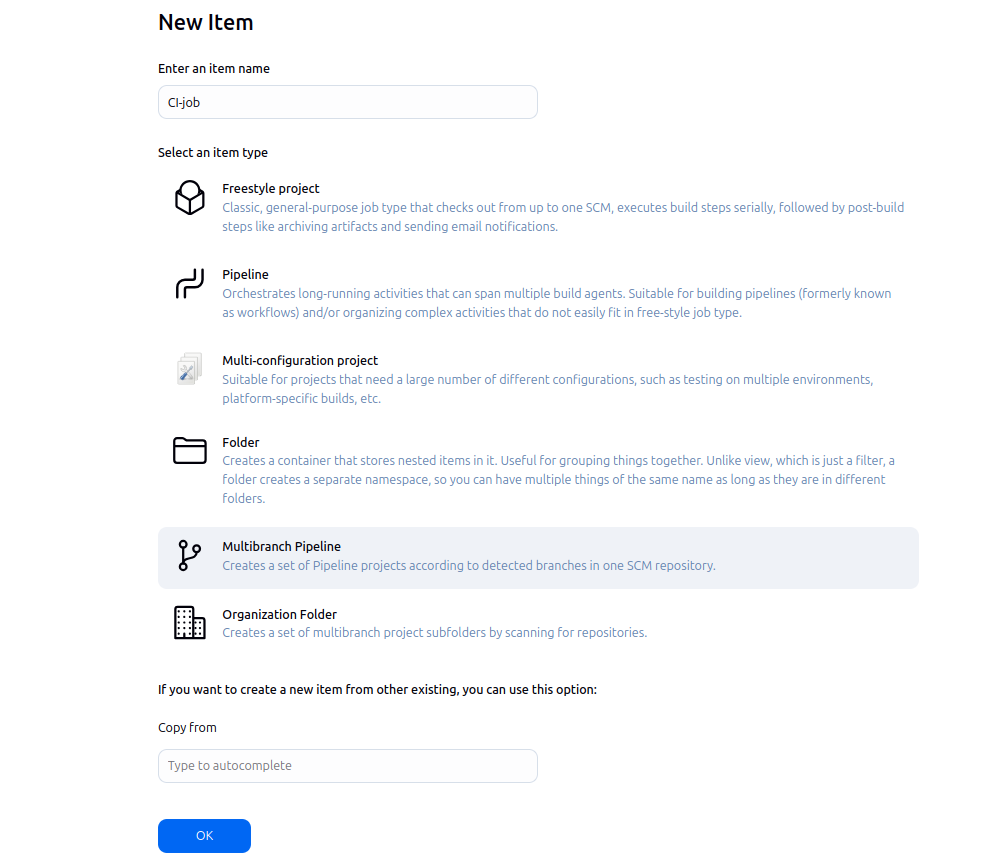 New Item
Enter an item name
CI-job
Select an item type
Freestyle project
Classic, general-purpose job type that checks out from up to one SCM, executes build steps serially, followed by post-build
steps like archiving artifacts and sending email notifications.
Pipeline
Orchestrates long-running activities that can span multiple build agents. Suitable for building pipelines (formerly known
as workflows) and/or organizing complex activities that do not easily fit in free-style job type.
Multi-configuration project
Suitable for projects that need a large number of different configurations, such as testing on multiple environments,
platform-specific builds, etc.
Folder
Creates a container that stores nested items in it. Useful for grouping things together. Unlike view, which is just a filter, a
folder creates a separate namespace, so you can have multiple things of the same name as long as they are in different
folders.
Multibranch Pipeline
Creates a set of Pipeline projects according to detected branches in one SCM repository.
Organization Folder
Creates a set of multibranch project subfolders by scanning for repositories.
If you want to create a new item from other existing, you can use this option:
Copy from
Type to autocomplete
OK